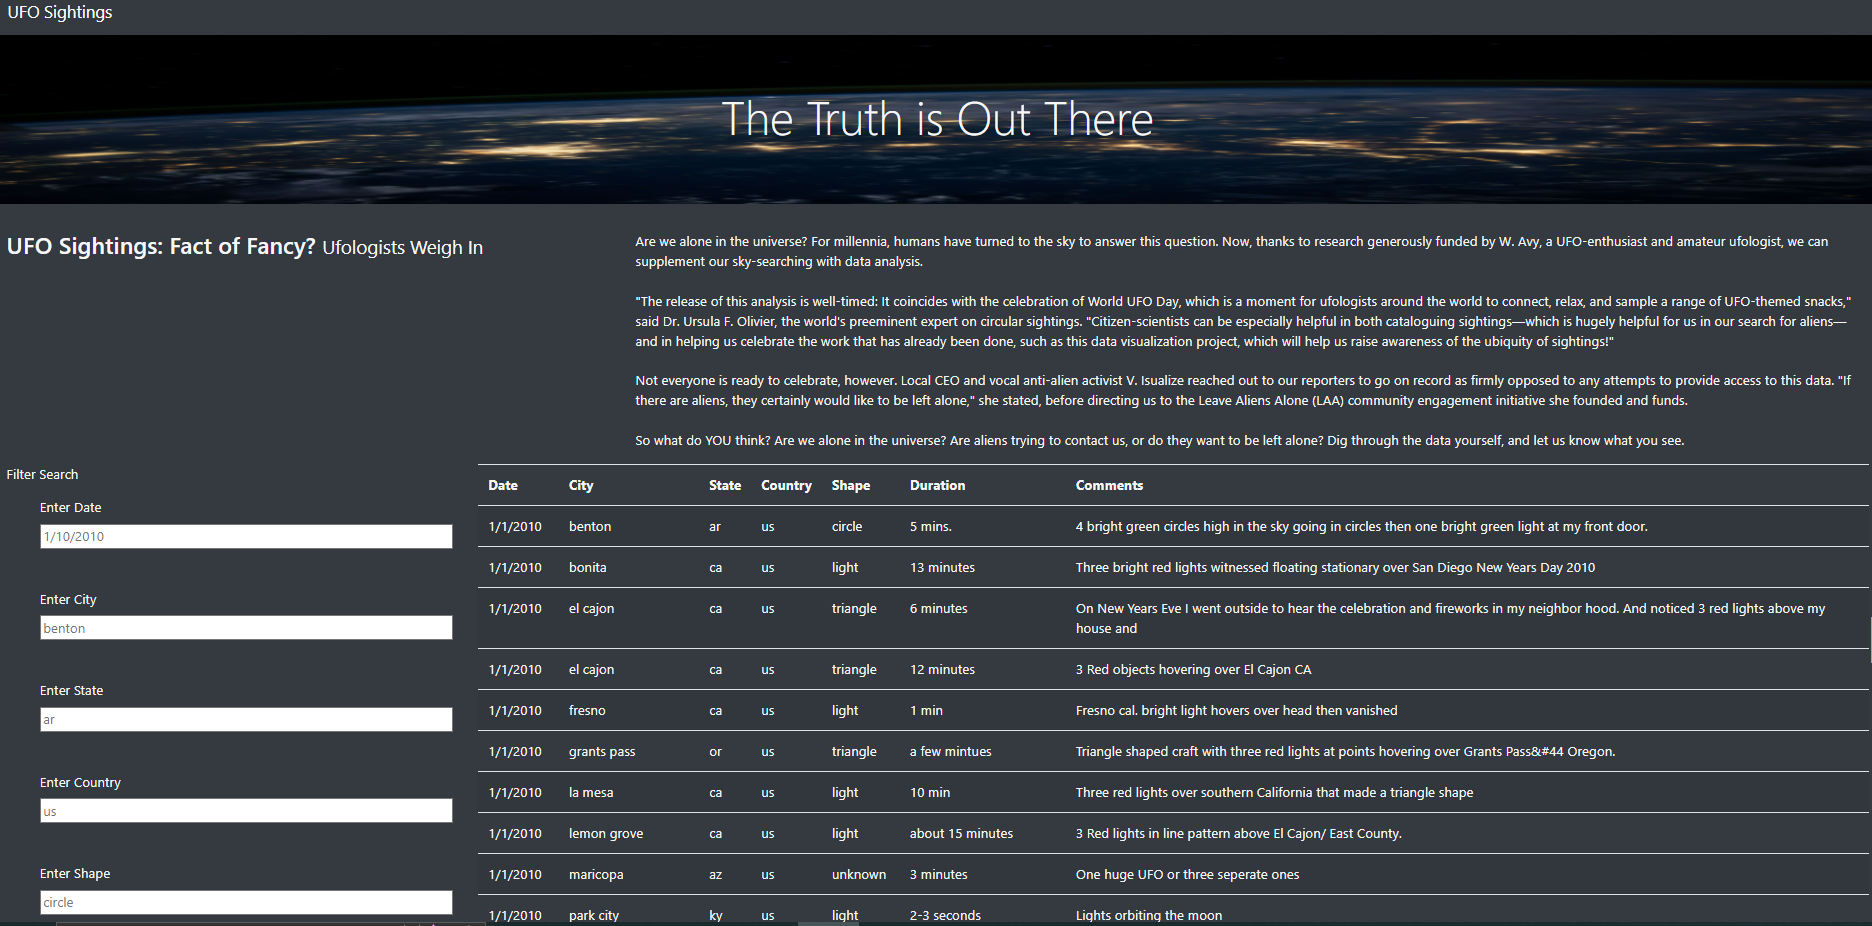 UFO Sightings
The Truth is Out There
UFO Sightings: Fact of Fancy? Ufologists Weigh In
Are we alone in the universe? For millennia, humans have turned to the sky to answer this question. Now, thanks to research generously funded by W. Avy, a UFO-enthusiast and amateur ufologist, we can
supplement our sky-searching with data analysis.
"The release of this analysis is well-timed: It coincides with the celebration of World UFO Day, which is a moment for ufologists around the world to connect, relax, and sample a range of UFO-themed snacks,"
said Dr. Ursula F. Olivier, the world's preeminent expert on circular sightings. "Citizen-scientists can be especially helpful in both cataloguing sightings—which is hugely helpful for us in our search for aliens—
and in helping us celebrate the work that has already been done, such as this data visualization project, which will help us raise awareness of the ubiquity of sightings!"
Not everyone is ready to celebrate, however. Local CEO and vocal anti-alien activist V. Isualize reached out to our reporters to go on record as firmly opposed to any attempts to provide access to this data. "If
there are aliens, they certainly would like to be left alone," she stated, before directing us to the Leave Aliens Alone (LAA) community engagement initiative she founded and funds.
So what do YOU think? Are we alone in the universe? Are aliens trying to contact us, or do they want to be left alone? Dig through the data yourself, and let us know what you see.
Filter Search
Enter Date
1/10/2010
Enter City
benton
Enter State
ar
Enter Country
us
Enter Shape
circle
Date City State Country Shape Duration Comments
1/1/2010 benton ar us circle 5 mins. 4 bright green circles high in the sky going in circles then one bright green light at my front door.
1/1/2010 bonita ca us light 13 minutes Three bright red lights witnessed floating stationary over San Diego New Years Day 2010
1/1/2010 el cajon ca us triangle 6 minutes On New Years Eve I went outside to hear the celebration and fireworks in my neighbor hood. And noticed 3 red lights above my
house and
1/1/2010 el cajon ca us triangle 12 minutes 3 Red objects hovering over El Cajon CA
1/1/2010 fresno ca us light 1 min Fresno cal. bright light hovers over head then vanished
1/1/2010 grants pass or us triangle a few mintues Triangle shaped craft with three red lights at points hovering over Grants Pass&#44 Oregon.
1/1/2010 la mesa ca us light 10 min Three red lights over southern California that made a triangle shape
1/1/2010 lemon grove ca us light about 15 minutes 3 Red lights in line pattern above El Cajon/ East County.
1/1/2010 maricopa az us unknown 3 minutes One huge UFO or three seperate ones
1/1/2010 park city ky us light 2-3 seconds Lights orbiting the moon